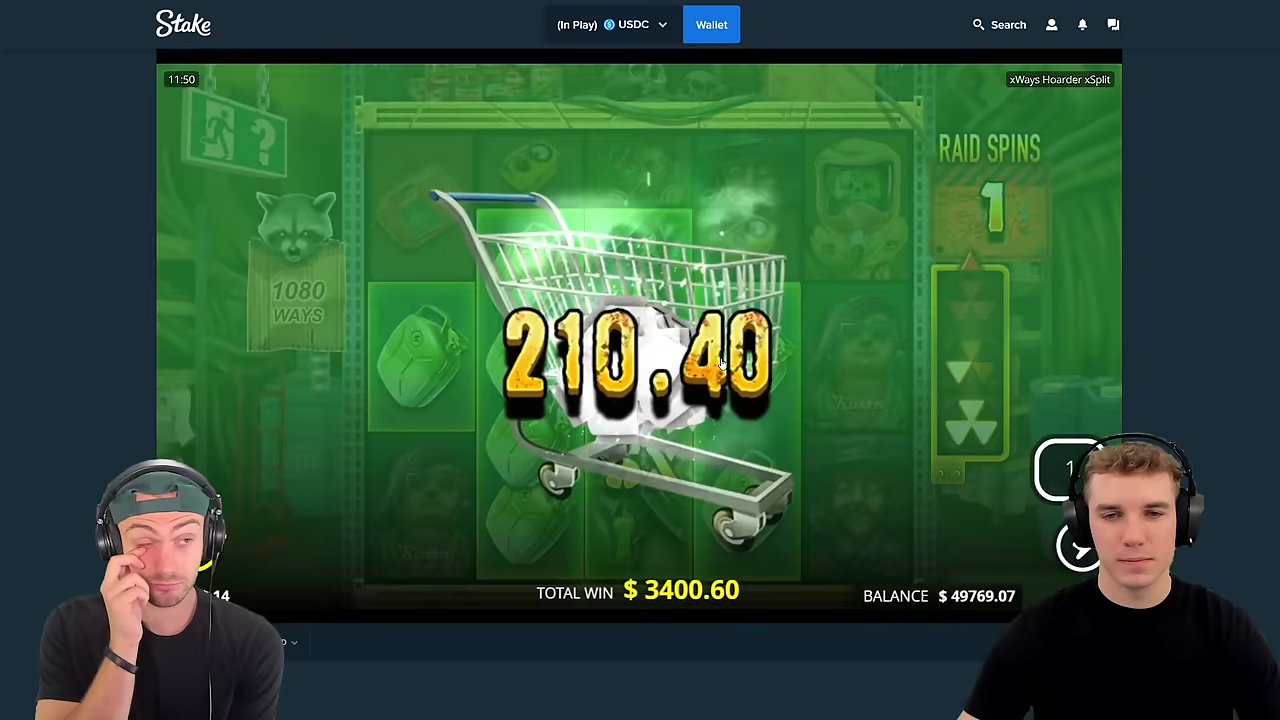 Stake
(In Play) USDC
Wallet
Search
11:50
xWays Hoarder xSplit
RAID SPINS
1
1080
WAYS
210.40
TOTAL WIN $ 3400.60
BALANCE $ 49769.07